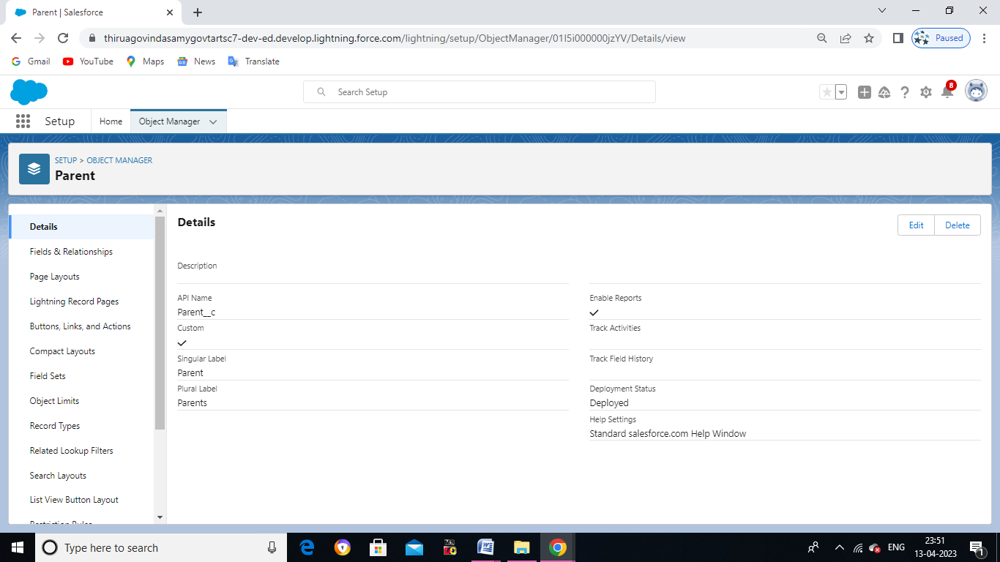 Parent | Salesforce
thiruagovindasamygovtartsc7-dev-ed.develop.lightning.force.com/lightning/setup/ObjectManager/01I5i000000jzYV/Details/view
Paused
Gmail
YouTube
Maps
News
Translate
Search Setup
8
Setup
Home
Object Manager
SETUP > OBJECT MANAGER
Parent
Details
Fields & Relationships
Page Layouts
Lightning Record Pages
Buttons, Links, and Actions
Compact Layouts
Field Sets
Object Limits
Record Types
Related Lookup Filters
Search Layouts
List View Button Layout
Restriction Rules
Details
Edit
Delete
Description
API Name
Parent__c
Custom
Singular Label
Parent
Plural Label
Parents
Enable Reports
Track Activities
Track Field History
Deployment Status
Deployed
Help Settings
Standard salesforce.com Help Window
Type here to search
ENG
23:51
13-04-2023
1